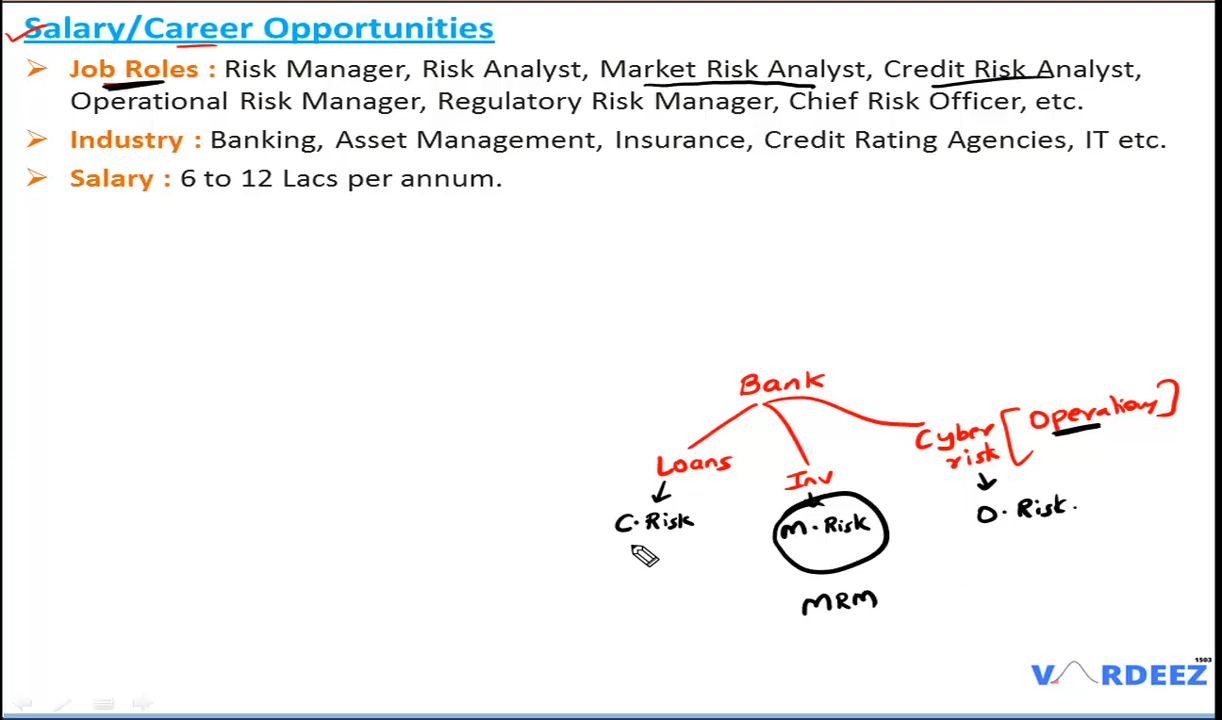 Salary/Career Opportunities
Job Roles : Risk Manager, Risk Analyst, Market Risk Analyst, Credit Risk Analyst,
Operational Risk Manager, Regulatory Risk Manager, Chief Risk Officer, etc.
Industry : Banking, Asset Management, Insurance, Credit Rating Agencies, IT etc.
Salary : 6 to 12 Lacs per annum.
Bank
Loans
Inv
Cyber risk [Operations]
C. Risk
M. Risk
O. Risk.
MRM
1503
VARDEEZ